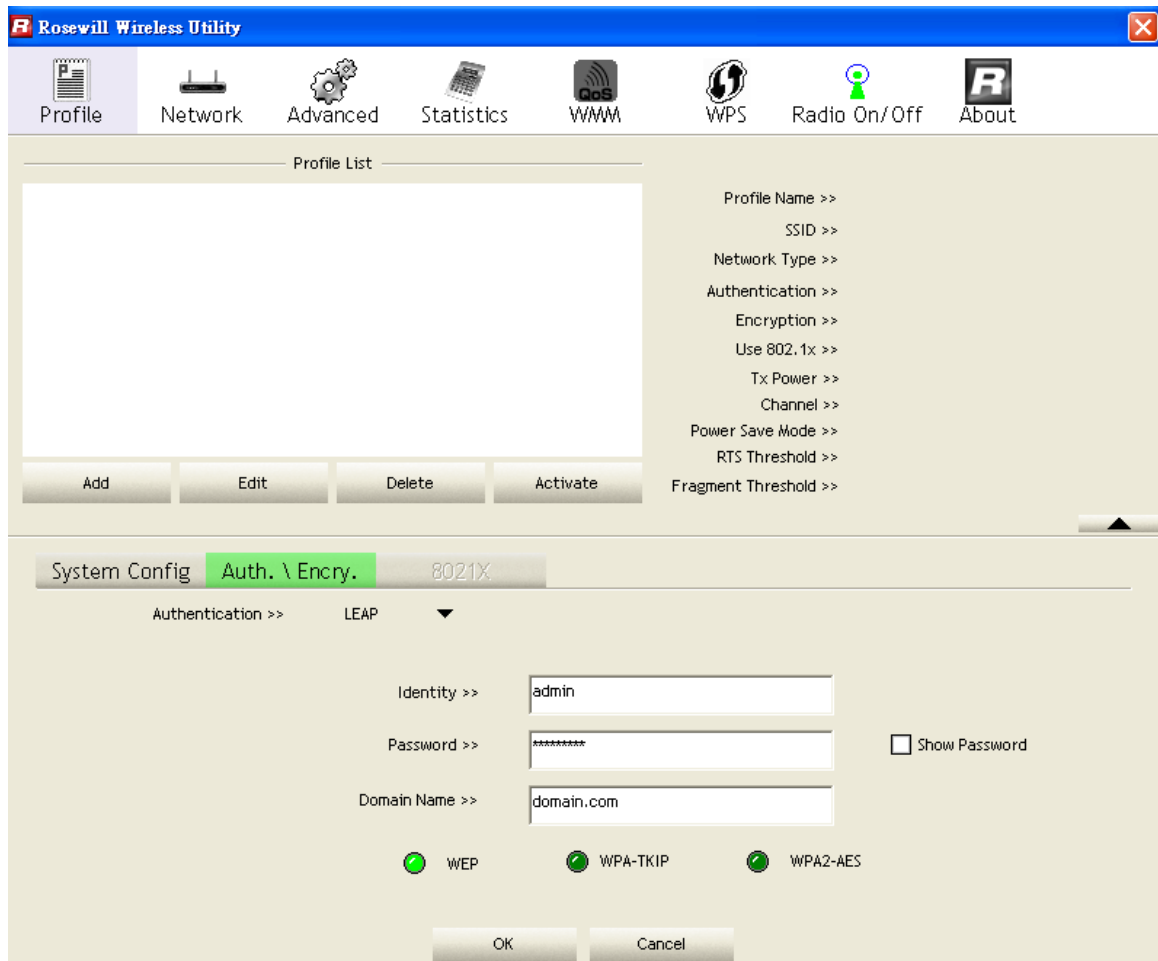 R Rosewill Wireless Utility
Profile Network Advanced Statistics QoS WMM WPS Radio On/Off R About
Profile List
Profile Name >>
SSID >>
Network Type >>
Authentication >>
Encryption >>
Use 802.1x >>
Tx Power >>
Channel >>
Power Save Mode >>
RTS Threshold >>
Fragment Threshold >>
Add Edit Delete Activate
System Config Auth. \ Encry. 8021X
Authentication >> LEAP
Identity >> admin
Password >> ********* Show Password
Domain Name >> domain.com
WEP WPA-TKIP WPA2-AES
OK Cancel